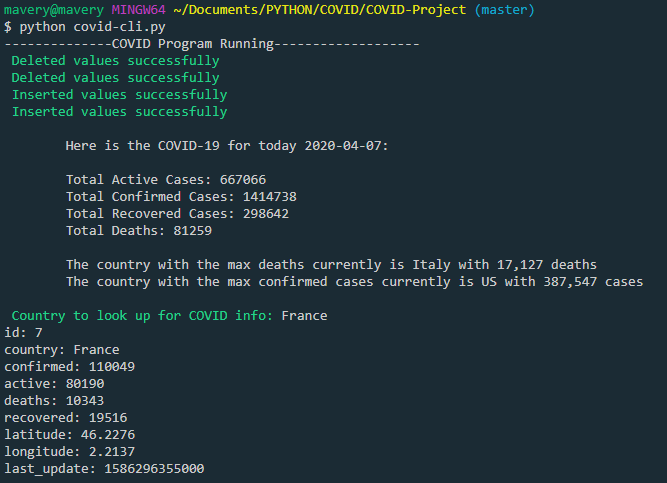 mavery@mavery MINGW64 ~/Documents/PYTHON/COVID/COVID-Project (master)
$ python covid-cli.py
--------------COVID Program Running-------------------
Deleted values successfully
Deleted values successfully
Inserted values successfully
Inserted values successfully
Here is the COVID-19 for today 2020-04-07:
Total Active Cases: 667066
Total Confirmed Cases: 1414738
Total Recovered Cases: 298642
Total Deaths: 81259
The country with the max deaths currently is Italy with 17,127 deaths
The country with the max confirmed cases currently is US with 387,547 cases
Country to look up for COVID info: France
id: 7
country: France
confirmed: 110049
active: 80190
deaths: 10343
recovered: 19516
latitude: 46.2276
longitude: 2.2137
last_update: 1586296355000